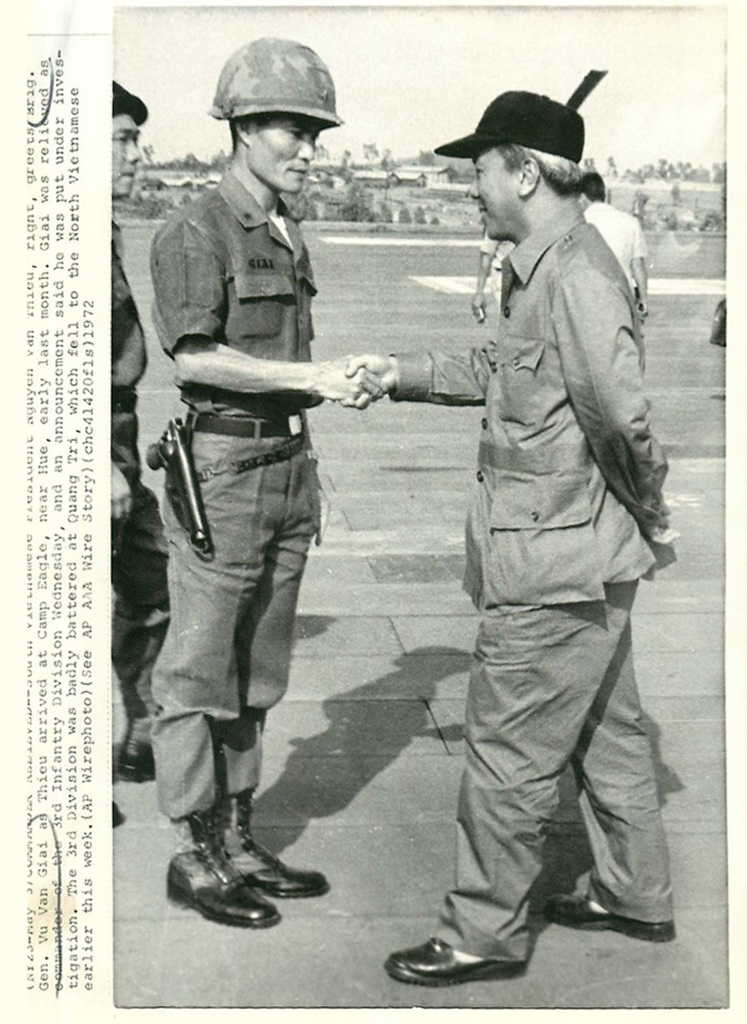 (NY25-May 3)COMMANDER RELIEVED--South Vietnamese President Nguyen Van Thieu, right, greets Brig.
Gen. Vu Van Giai as Thieu arrived at Camp Eagle, near Hue, early last month. Giai was relieved as
commander of the 3rd Infantry Division Wednesday, and an announcement said he was put under inves-
tigation. The 3rd Division was badly battered at Quang Tri, which fell to the North Vietnamese
earlier this week.(AP Wirephoto)(See AP AAA Wire Story)(chc41420fls)1972
GIAI